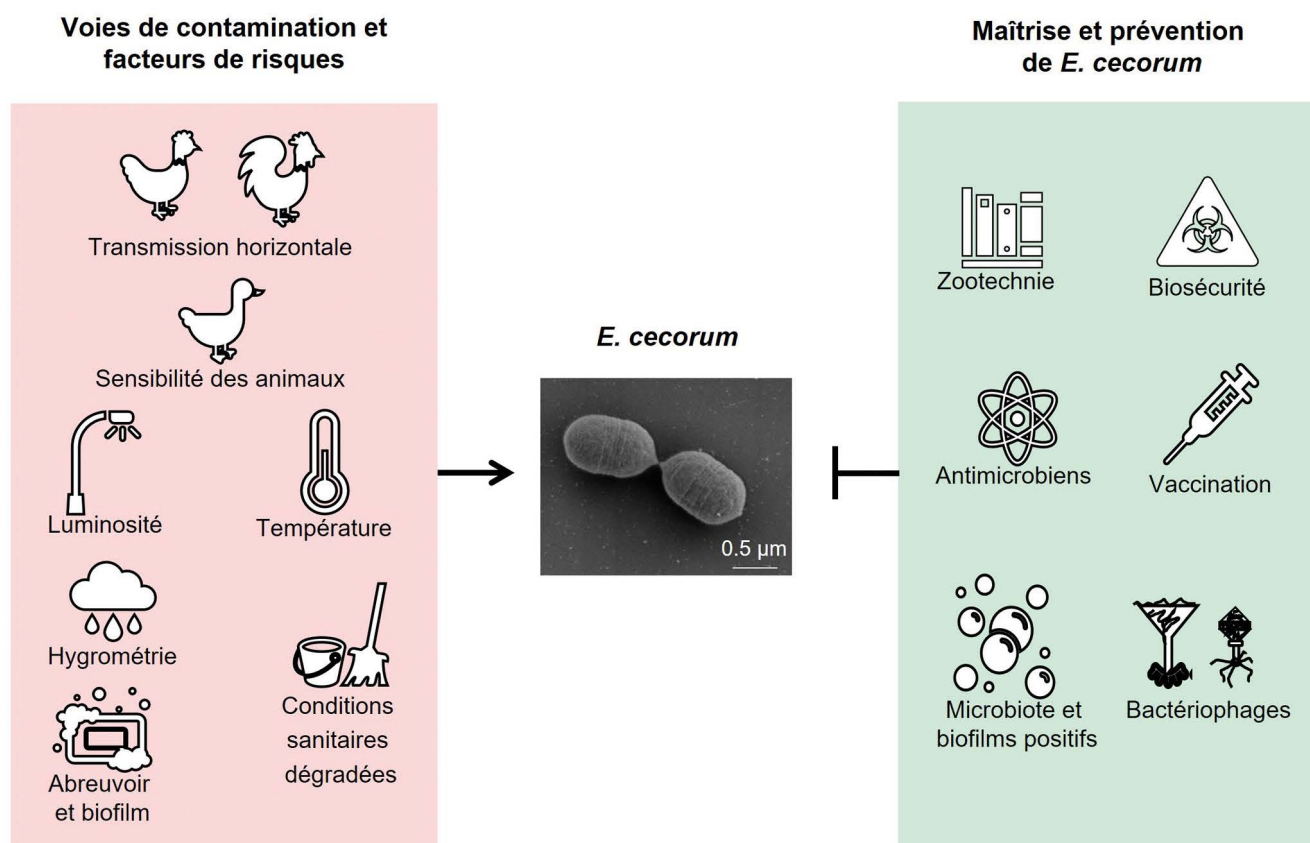 Voies de contamination et
facteurs de risques
Transmission horizontale
Sensibilité des animaux
Luminosité
Température
Hygrométrie
Conditions
sanitaires
dégradées
Abreuvoir
et biofilm
E. cecorum
0.5 µm
Maîtrise et prévention
de E. cecorum
Zootechnie
Biosécurité
Antimicrobiens
Vaccination
Microbiote et
biofilms positifs
Bactériophages